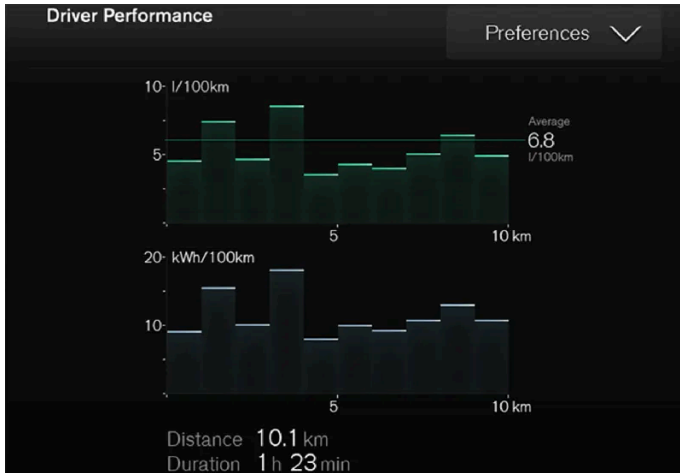 Driver Performance
Preferences
10 l/100km
Average
6.8
l/100km
5
5
10 km
20 kWh/100km
10
5
10 km
Distance 10.1 km
Duration 1 h 23 min